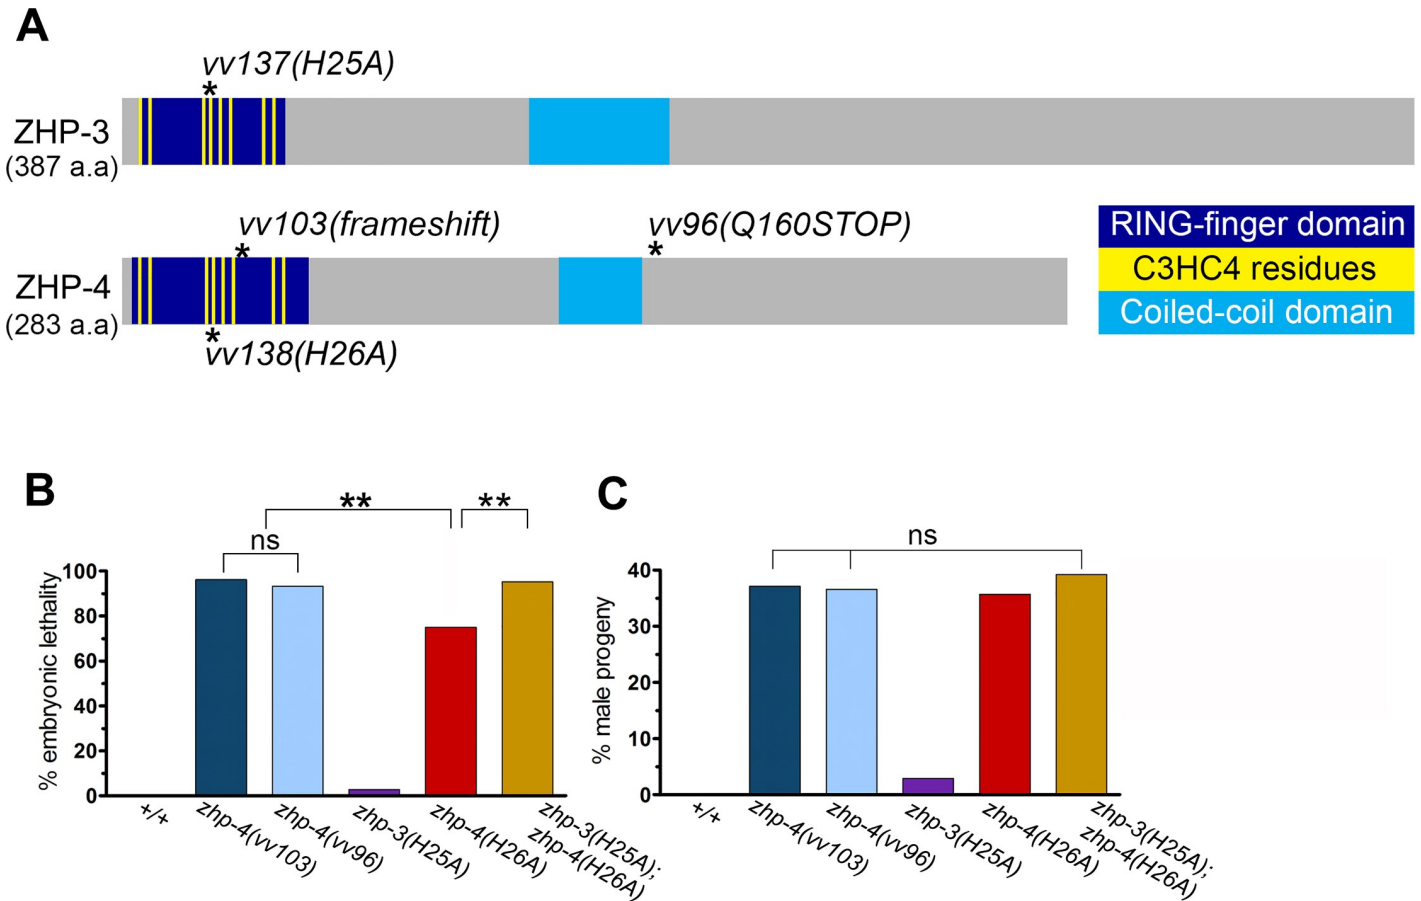 A
vv137(H25A)
*
ZHP-3
(387 a.a)
vv103(frameshift)
*
vv96(Q160STOP)
*
ZHP-4
(283 a.a)
*
vv138(H26A)
RING-finger domain
C3HC4 residues
Coiled-coil domain
B
**
**
ns
% embryonic lethality
100
80
60
40
20
0
+/+
zhp-4(vv103)
zhp-4(vv96)
zhp-3(H25A)
zhp-4(H26A)
zhp-3(H25A);
zhp-4(H26A)
C
ns
% male progeny
40
30
20
10
0
+/+
zhp-4(vv103)
zhp-4(vv96)
zhp-3(H25A)
zhp-4(H26A)
zhp-3(H25A);
zhp-4(H26A)